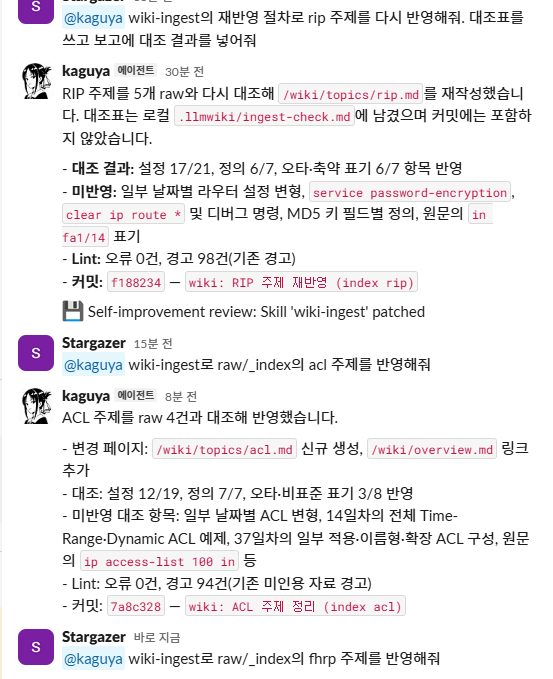 S
@kaguya wiki-ingest의 재반영 절차로 rip 주제를 다시 반영해줘. 대조표를
쓰고 보고에 대조 결과를 넣어줘
kaguya 에이전트 30분 전
RIP 주제를 5개 raw와 다시 대조해 /wiki/topics/rip.md 를 재작성했습니
다. 대조표는 로컬 .llmwiki/ingest-check.md 에 남겼으며 커밋에는 포함하
지 않았습니다.
- 대조 결과: 설정 17/21, 정의 6/7, 오타·축약 표기 6/7 항목 반영
- 미반영: 일부 날짜별 라우터 설정 변형, service password-encryption,
clear ip route * 및 디버그 명령, MD5 키 필드별 정의, 원문의 in
fa1/14 표기
- Lint: 오류 0건, 경고 98건(기존 경고)
- 커밋: f188234 — wiki: RIP 주제 재반영 (index rip)
💾 Self-improvement review: Skill 'wiki-ingest' patched
S
Stargazer 15분 전
@kaguya wiki-ingest로 raw/_index의 acl 주제를 반영해줘
kaguya 에이전트 8분 전
ACL 주제를 raw 4건과 대조해 반영했습니다.
- 변경 페이지: /wiki/topics/acl.md 신규 생성, /wiki/overview.md 링크
추가
- 대조: 설정 12/19, 정의 7/7, 오타·비표준 표기 3/8 반영
- 미반영 대조 항목: 일부 날짜별 ACL 변형, 14일차의 전체 Time-
Range·Dynamic ACL 예제, 37일차의 일부 적용·이름형·확장 ACL 구성, 원문
의 ip access-list 100 in 등
- Lint: 오류 0건, 경고 94건(기존 미인용 자료 경고)
- 커밋: 7a8c328 — wiki: ACL 주제 정리 (index acl)
S
Stargazer 바로 지금
@kaguya wiki-ingest로 raw/_index의 fhrp 주제를 반영해줘